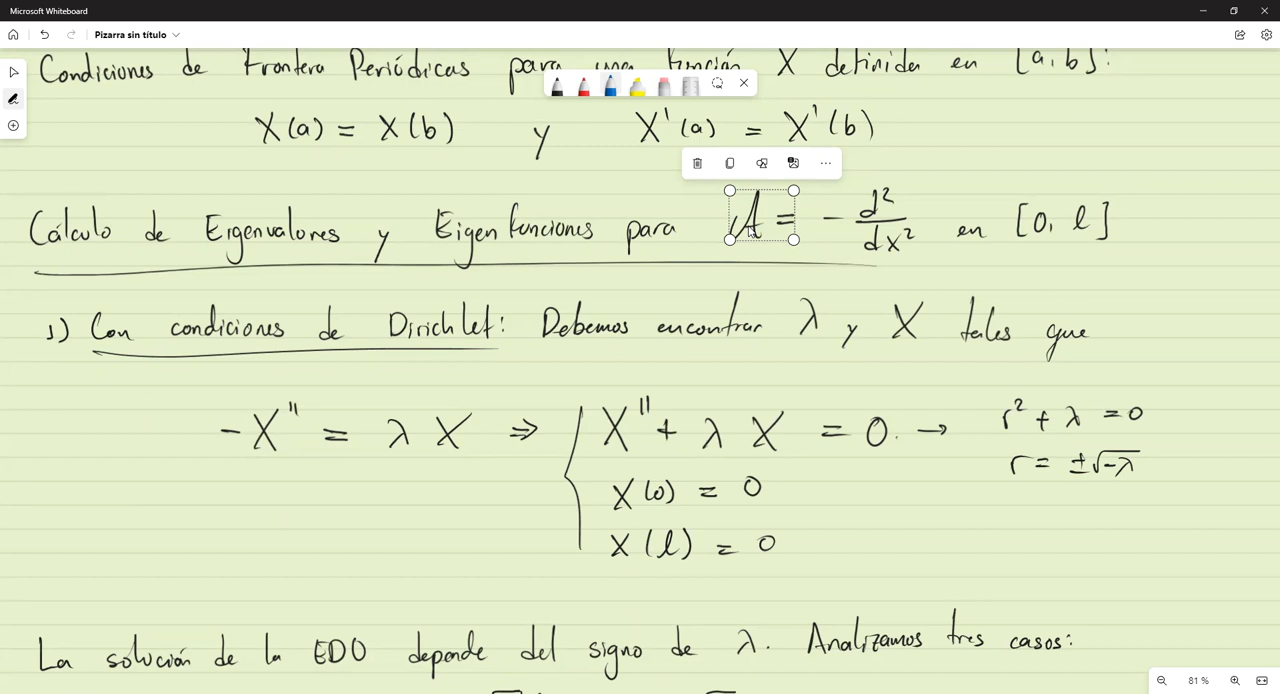 Microsoft Whiteboard
Pizarra sin título
Condiciones de Frontera Periódicas para una función X definida en [a,b]:
X(a) = X(b) y X'(a) = X'(b)
Cálculo de Eigenvalores y Eigenfunciones para A = - d²/dx² en [0, l]
1) Con condiciones de Dirichlet: Debemos encontrar λ y X tales que
-X'' = λ X ⇒ { X'' + λ X = 0. → r² + λ = 0
r = ±√-λ
X(0) = 0
X(l) = 0
La solución de la EDO depende del signo de λ. Analizamos tres casos:
81 %